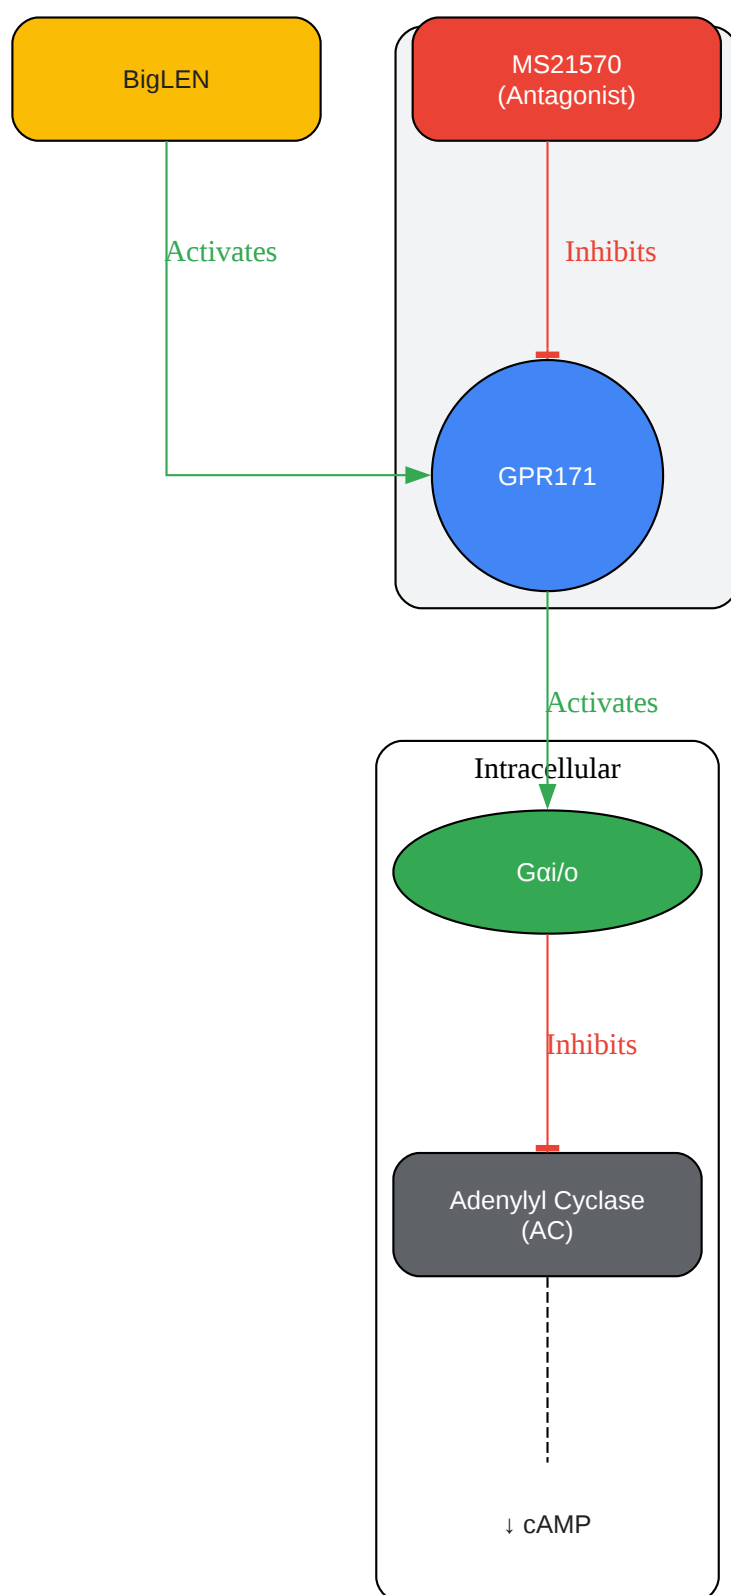 BigLEN
MS21570
(Antagonist)
Activates
Inhibits
GPR171
Activates
Intracellular
Gαi/o
Inhibits
Adenylyl Cyclase
(AC)
↓ cAMP